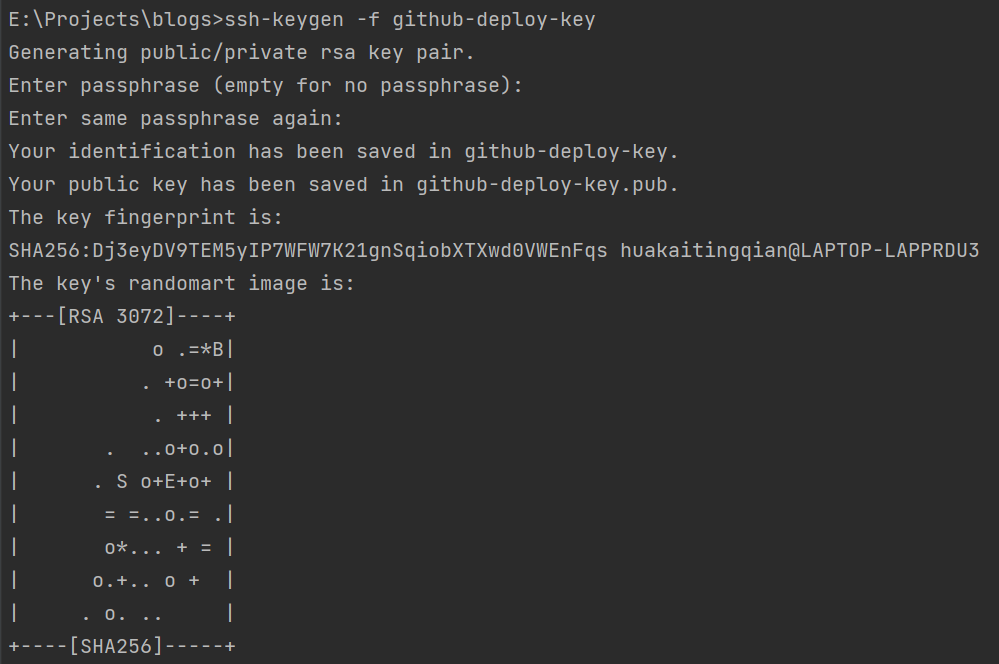 E:\Projects\blogs>ssh-keygen -f github-deploy-key
Generating public/private rsa key pair.
Enter passphrase (empty for no passphrase):
Enter same passphrase again:
Your identification has been saved in github-deploy-key.
Your public key has been saved in github-deploy-key.pub.
The key fingerprint is:
SHA256:Dj3eyDV9TEM5yIP7WFW7K21gnSqiobXTXwd0VWEnFqs huakaitingqian@LAPTOP-LAPPRDU3
The key's randomart image is:
+---[RSA 3072]----+
|           o .=*B|
|          . +o=o+|
|           . +++ |
|       .  ..o+o.o|
|      . S o+E+o+ |
|       = =..o.= .|
|       o*... + = |
|      o.+.. o +  |
|     . o. ..     |
+----[SHA256]-----+